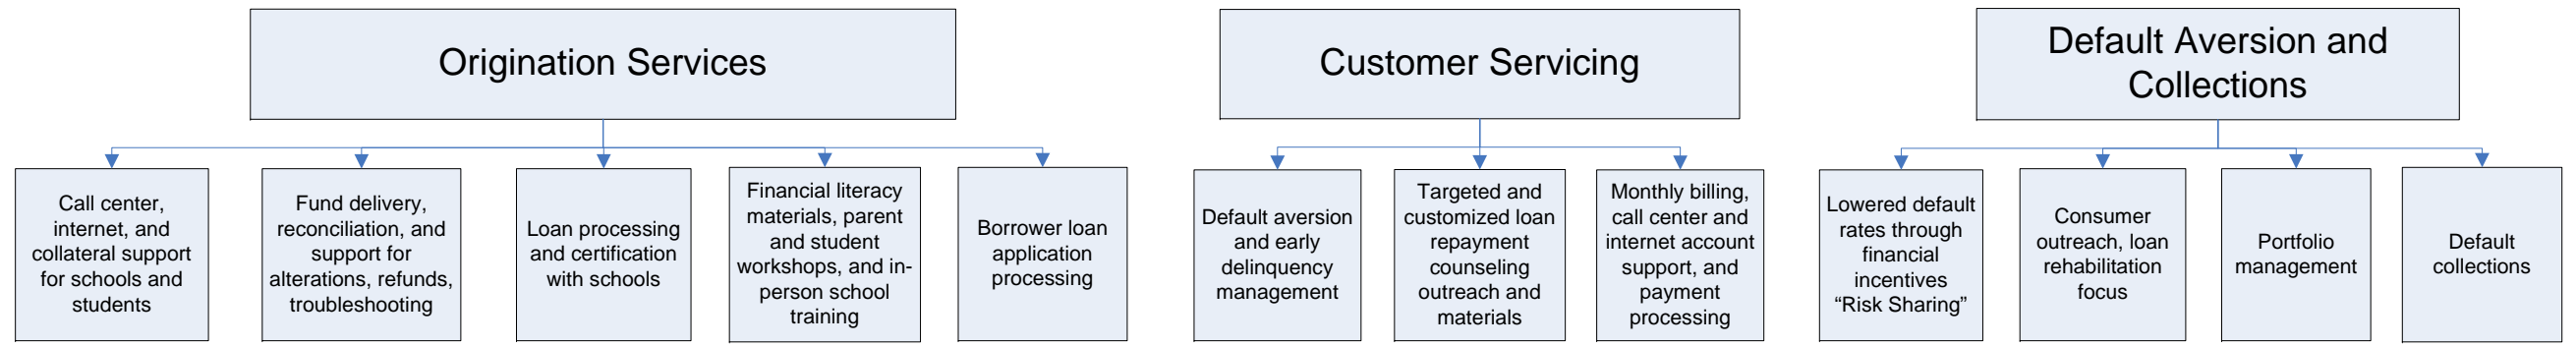 Origination Services
Call center,
internet, and
collateral support
for schools and
students
Fund delivery,
reconciliation, and
support for
alterations, refunds,
troubleshooting
Loan processing
and certification
with schools
Financial literacy
materials, parent
and student
workshops, and in-
person school
training
Borrower loan
application
processing
Customer Servicing
Default aversion
and early
delinquency
management
Targeted and
customized loan
repayment
counseling
outreach and
materials
Monthly billing,
call center and
internet account
support, and
payment
processing
Default Aversion and
Collections
Lowered default
rates through
financial
incentives
“Risk Sharing”
Consumer
outreach, loan
rehabilitation
focus
Portfolio
management
Default
collections